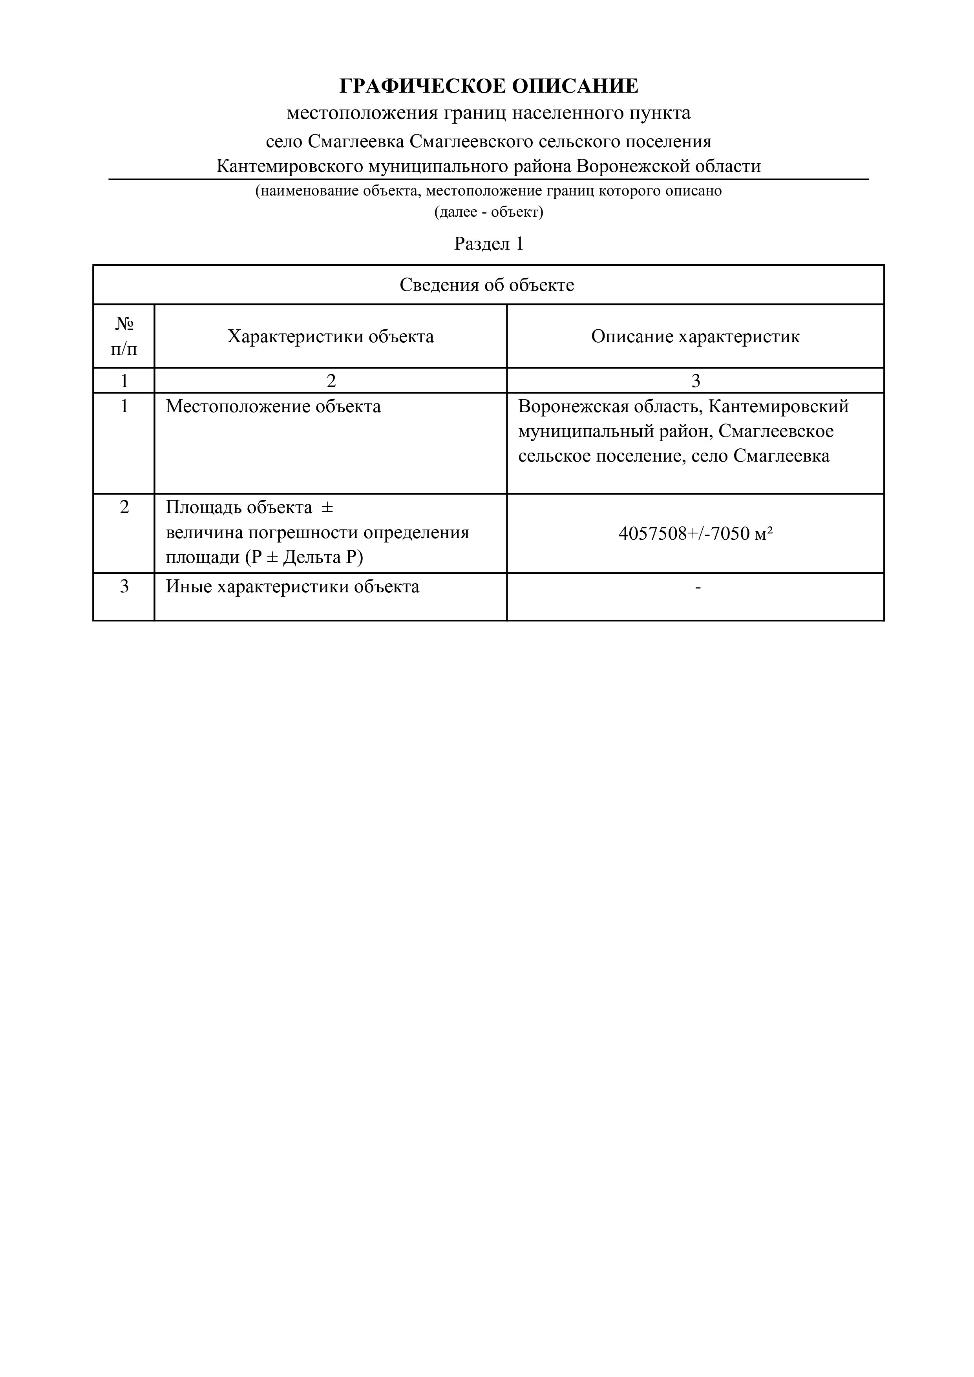 ГРАФИЧЕСКОЕ ОПИСАНИЕ
местоположения границ населенного пункта
село Смаглеевка Смаглеевского сельского поселения
Кантемировского муниципального района Воронежской области
(наименование объекта, местоположение границ которого описано
(далее - объект)
Раздел 1
Сведения об объекте
№
п/п
Характеристики объекта
Описание характеристик
1
2
3
1
Местоположение объекта
Воронежская область, Кантемировский
муниципальный район, Смаглеевское
сельское поселение, село Смаглеевка
2
Площадь объекта ±
величина погрешности определения
площади (Р ± Дельта Р)
4057508+/-7050 м²
3
Иные характеристики объекта
-